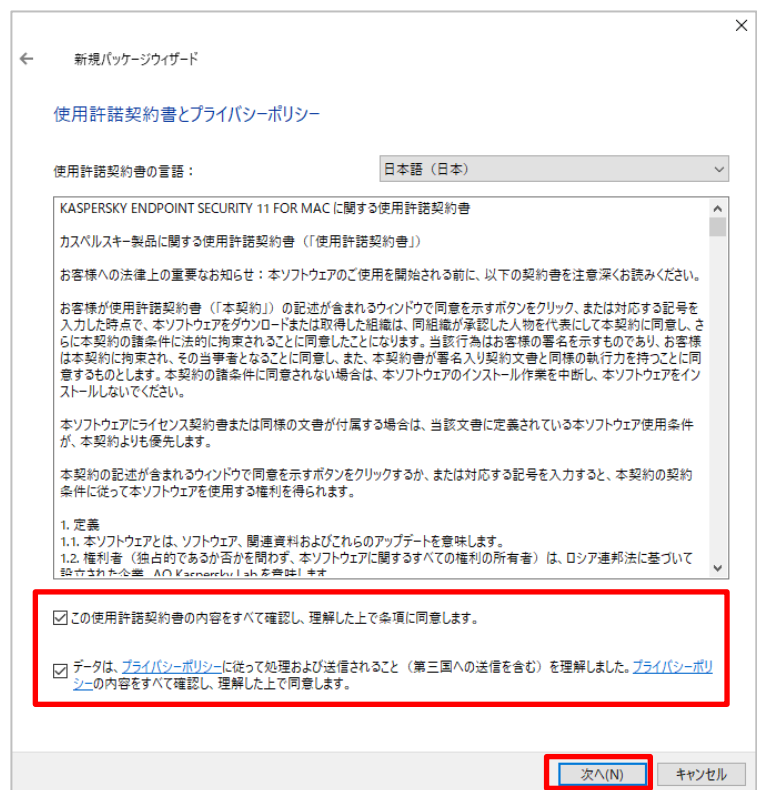 新規パッケージウィザード
使用許諾契約書とプライバシーポリシー
使用許諾契約書の言語：
日本語（日本）
KASPERSKY ENDPOINT SECURITY 11 FOR MAC に関する使用許諾契約書
カスペルスキー製品に関する使用許諾契約書（「使用許諾契約書」）
お客様への法律上の重要なお知らせ：本ソフトウェアのご使用を開始される前に、以下の契約書を注意深くお読みください。
お客様が使用許諾契約書（「本契約」）の記述が含まれるウィンドウで同意を示すボタンをクリック、または対応する記号を
入力した時点で、本ソフトウェアをダウンロードまたは取得した組織は、同組織が承認した人物を代表にして本契約に同意し、さ
らに本契約の諸条件に法的に拘束されることに同意したことになります。当該行為はお客様の署名を示すものであり、お客様
は本契約に拘束され、その当事者となることに同意し、また、本契約書が署名入り契約文書と同様の執行力を持つことに同
意するものとします。本契約の諸条件に同意されない場合は、本ソフトウェアのインストール作業を中断し、本ソフトウェアをイン
ストールしないでください。
本ソフトウェアにライセンス契約書または同様の文書が付属する場合は、当該文書に定義されている本ソフトウェア使用条件
が、本契約よりも優先します。
本契約の記述が含まれるウィンドウで同意を示すボタンをクリックするか、または対応する記号を入力すると、本契約の契約
条件に従って本ソフトウェアを使用する権利を得られます。
1. 定義
1.1. 本ソフトウェアとは、ソフトウェア、関連資料およびこれらのアップデートを意味します。
1.2. 権利者（独占的であるか否かを問わず、本ソフトウェアに関するすべての権利の所有者）は、ロシア連邦法に基づいて
設立された企業、AO Kaspersky Lab を意味します
この使用許諾契約書の内容をすべて確認し、理解した上で条項に同意します。
データは、プライバシーポリシーに従って処理および送信されること（第三国への送信を含む）を理解しました。プライバシーポリ
シーの内容をすべて確認し、理解した上で同意します。
次へ(N)
キャンセル